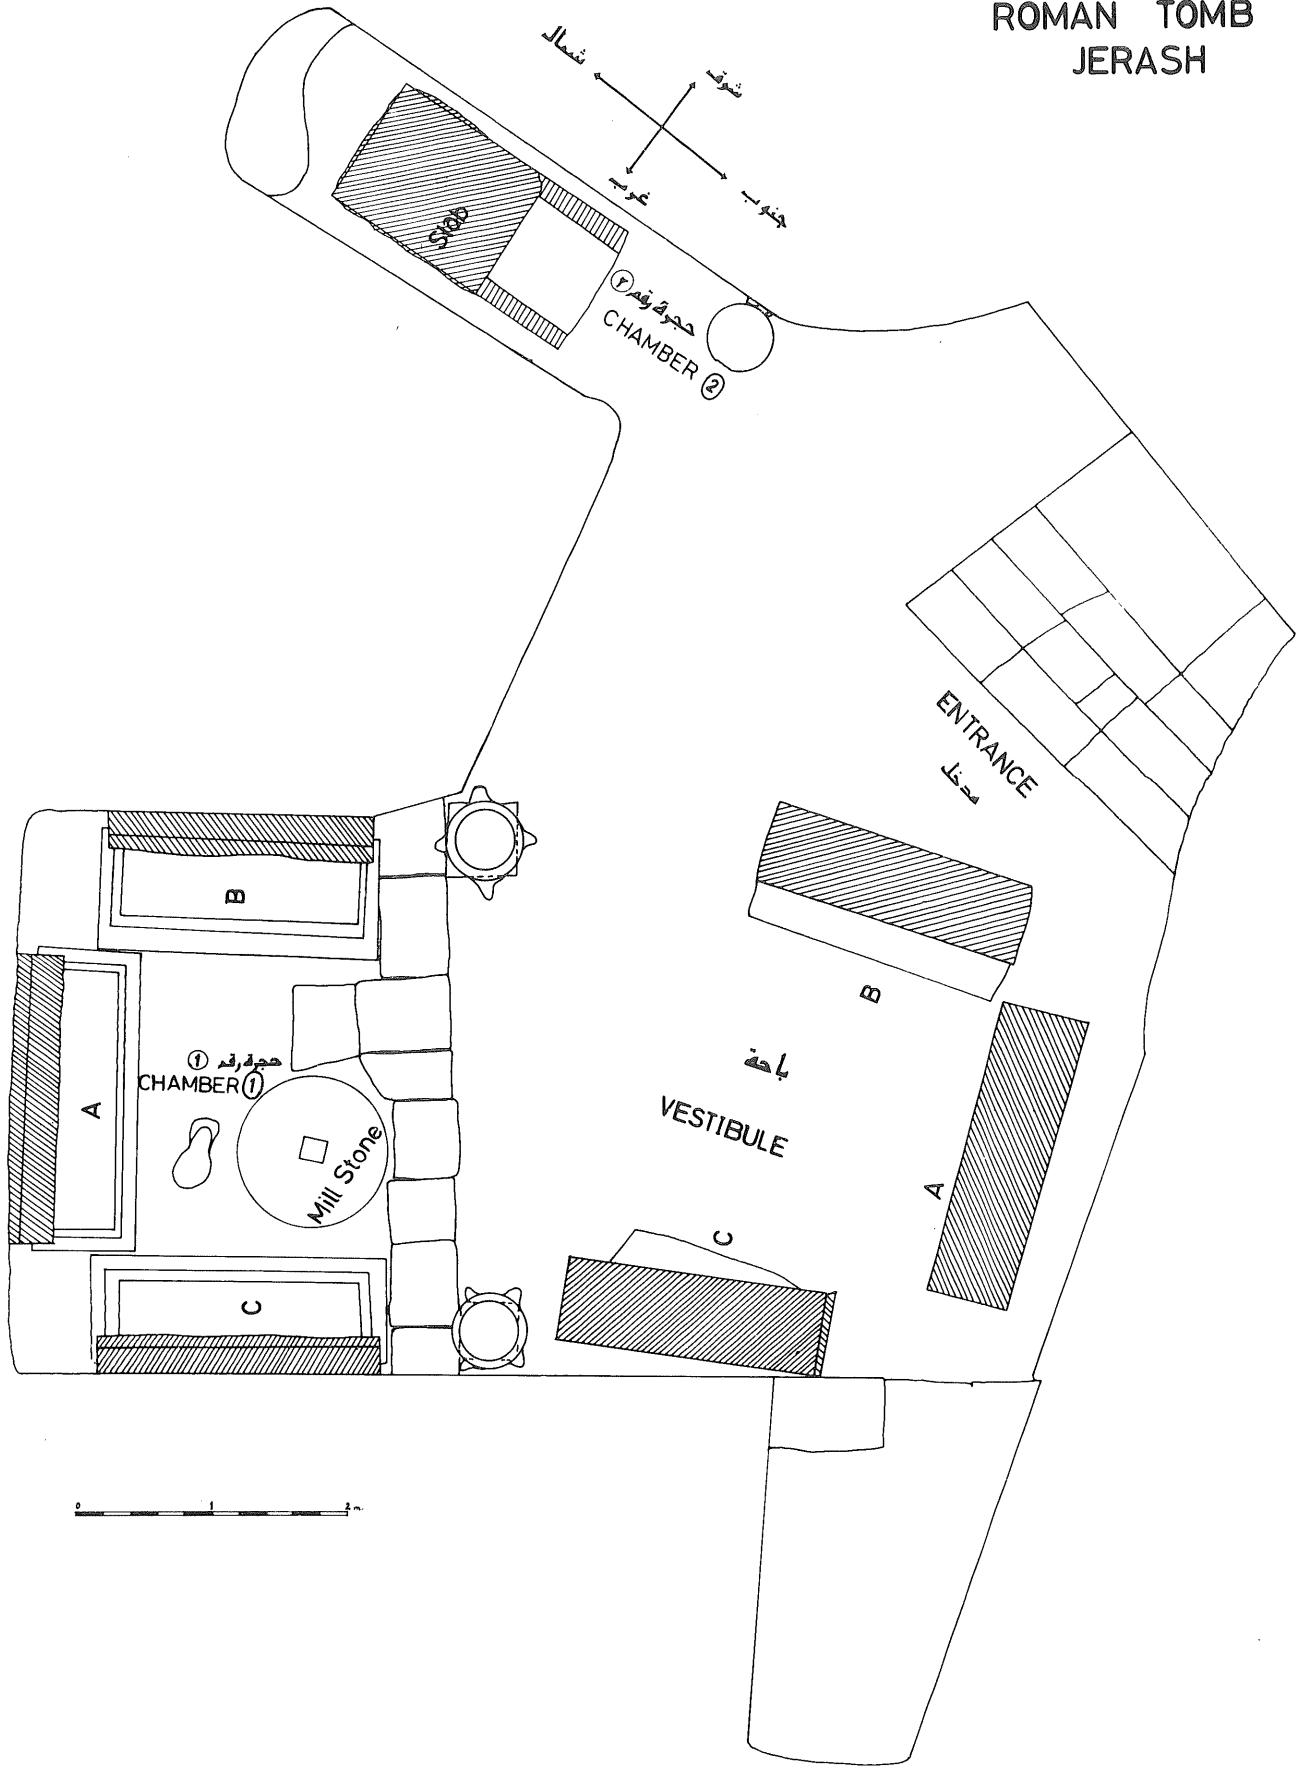 ROMAN TOMB
JERASH
شمال
شرق
غرب
جنوب
Slab
حجرة رقم ٢
CHAMBER 2
ENTRANCE
مدخل
B
A
حجرة رقم ١
CHAMBER 1
Mill Stone
C
B
باحة
VESTIBULE
A
C
0 1 2 m.